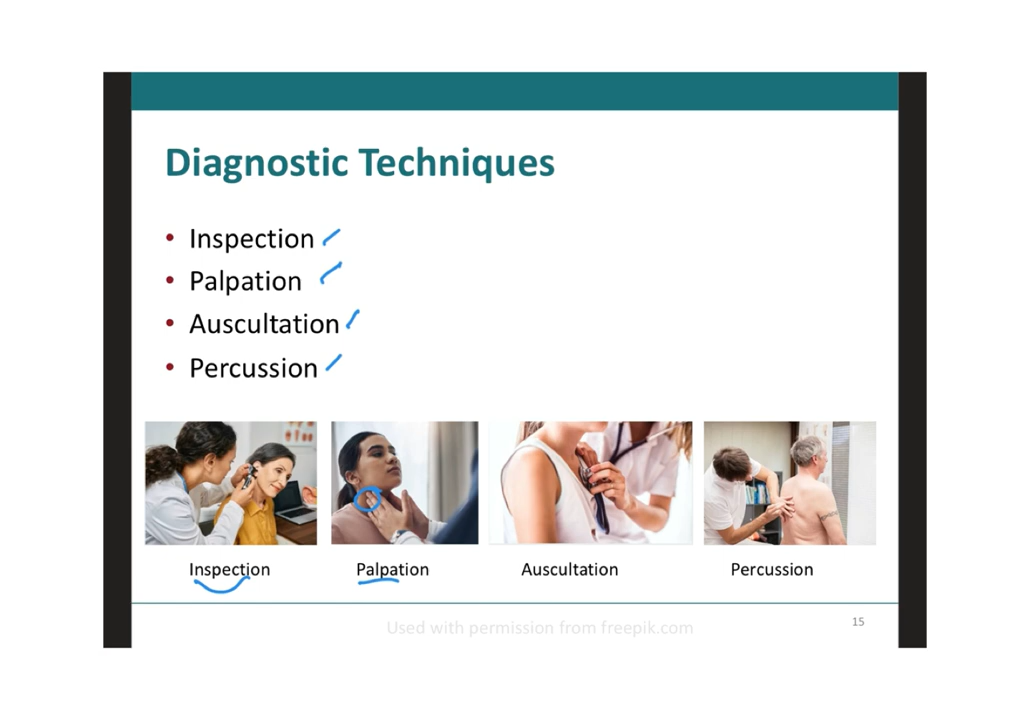 Diagnostic Techniques
• Inspection
• Palpation
• Auscultation
• Percussion
Inspection Palpation Auscultation Percussion
Used with permission from freepik.com
15